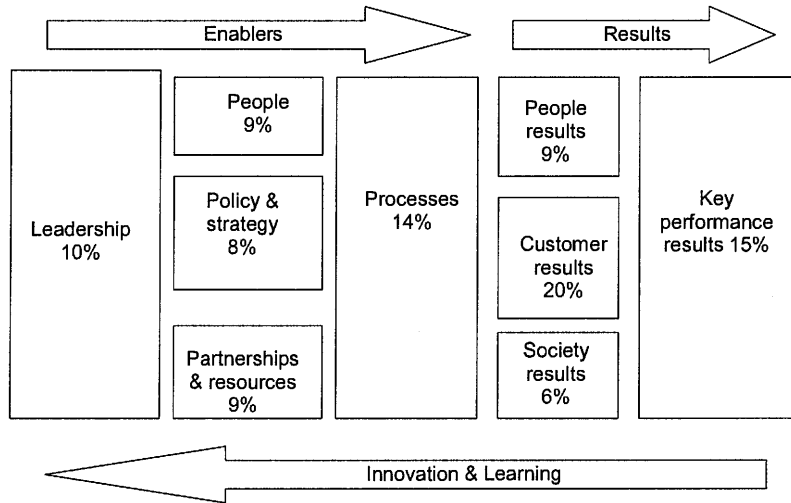 Enablers
Results
Leadership
10%
People
9%
Policy &
strategy
8%
Partnerships
& resources
9%
Processes
14%
People
results
9%
Customer
results
20%
Society
results
6%
Key
performance
results 15%
Innovation & Learning